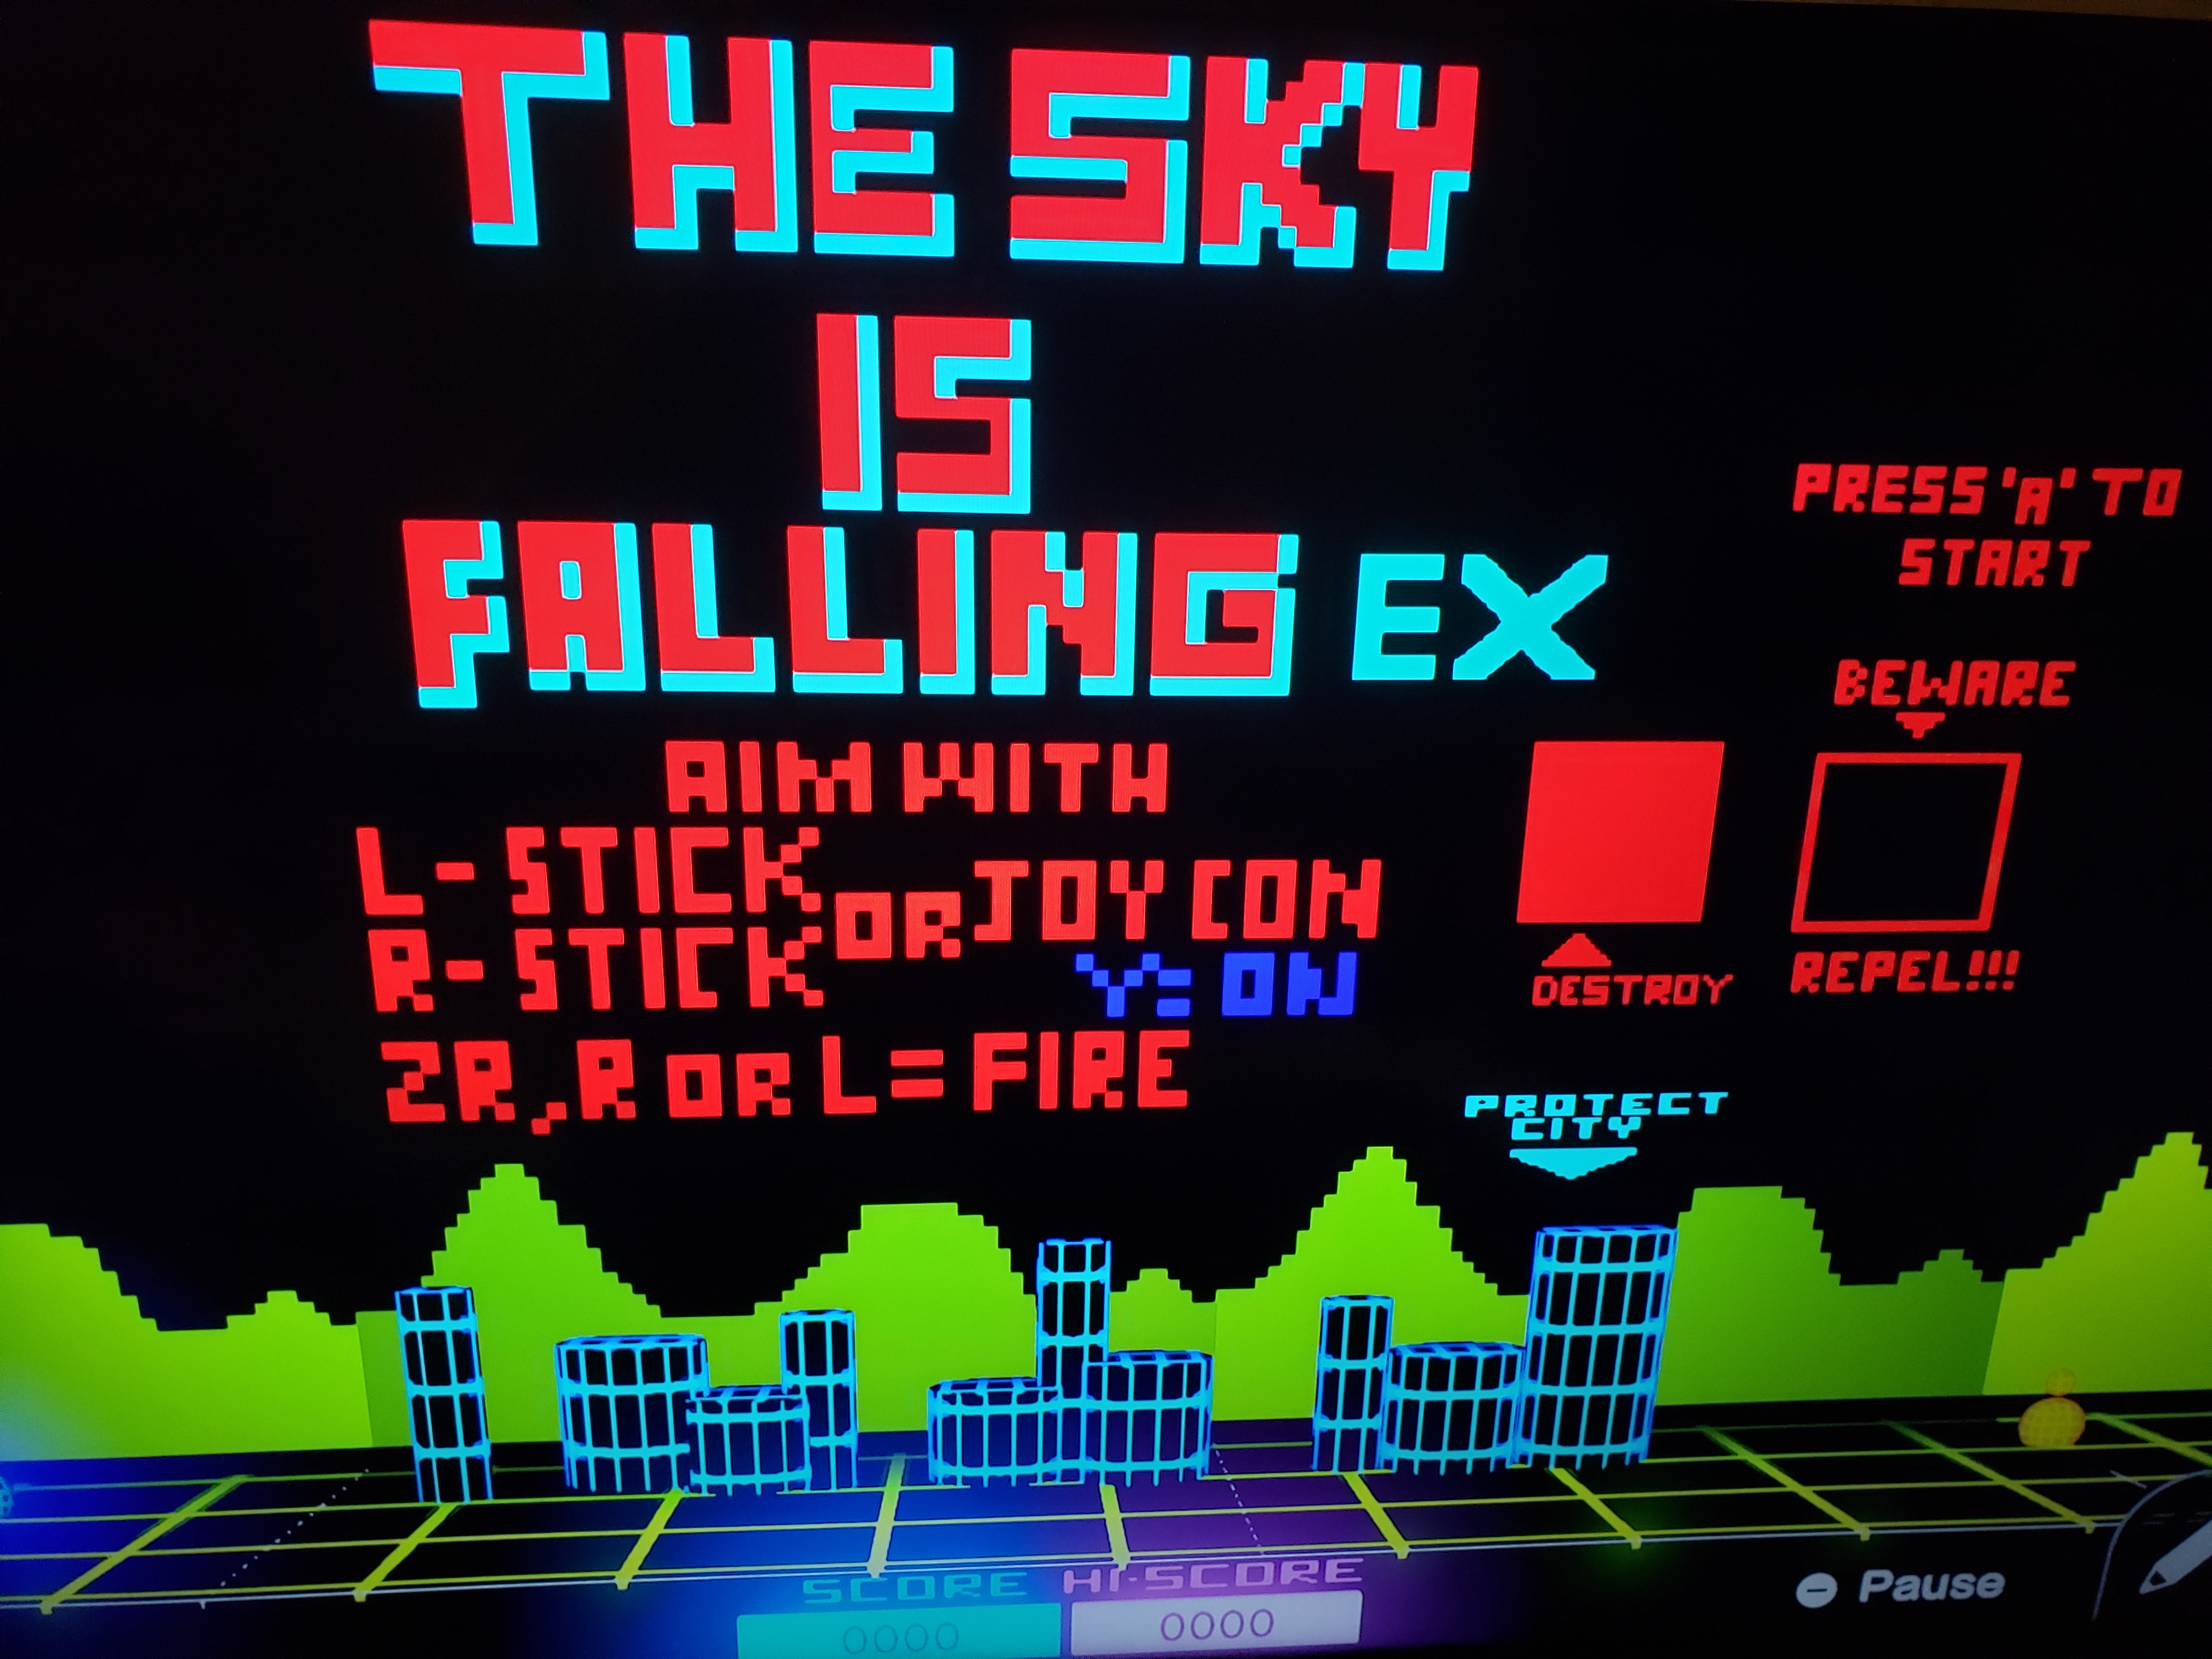 THE SKY
IS
FALLING EX
PRESS 'A' TO
START
BEWARE
AIM WITH
L-STICK
R-STICK
OR JOY CON
Y: ON
ZR, R OR L = FIRE
DESTROY
REPEL!!!
PROTECT
CITY
SCORE HI-SCORE
0000 0000
Pause